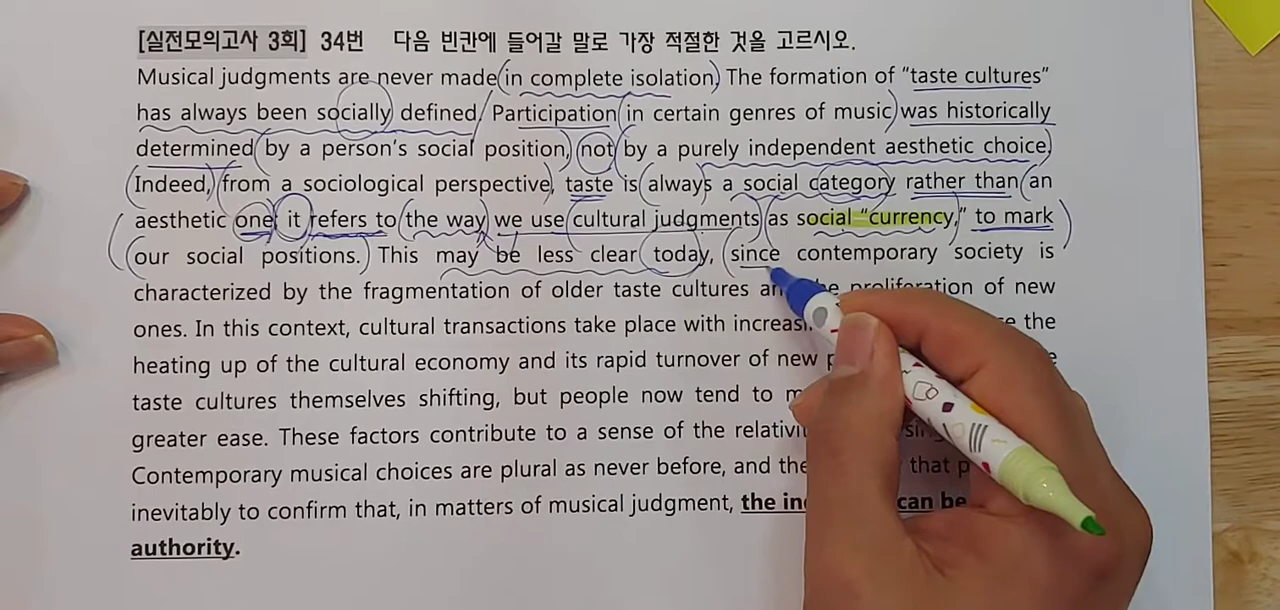 [실전모의고사 3회] 34번 다음 빈칸에 들어갈 말로 가장 적절한 것을 고르시오.
Musical judgments are never made in complete isolation. The formation of “taste cultures”
has always been socially defined. Participation in certain genres of music was historically
determined by a person’s social position, not by a purely independent aesthetic choice.
Indeed, from a sociological perspective, taste is always a social category rather than an
aesthetic one; it refers to the way we use cultural judgments as social “currency,” to mark
our social positions. This may be less clear today, since contemporary society is
characterized by the fragmentation of older taste cultures and the proliferation of new
ones. In this context, cultural transactions take place with the
heating up of the cultural economy and its rapid turnover of new
taste cultures themselves shifting, but people now tend to
greater ease. These factors contribute to a sense of the
Contemporary musical choices are plural as never before, and the that
inevitably to confirm that, in matters of musical judgment, the can be
authority.